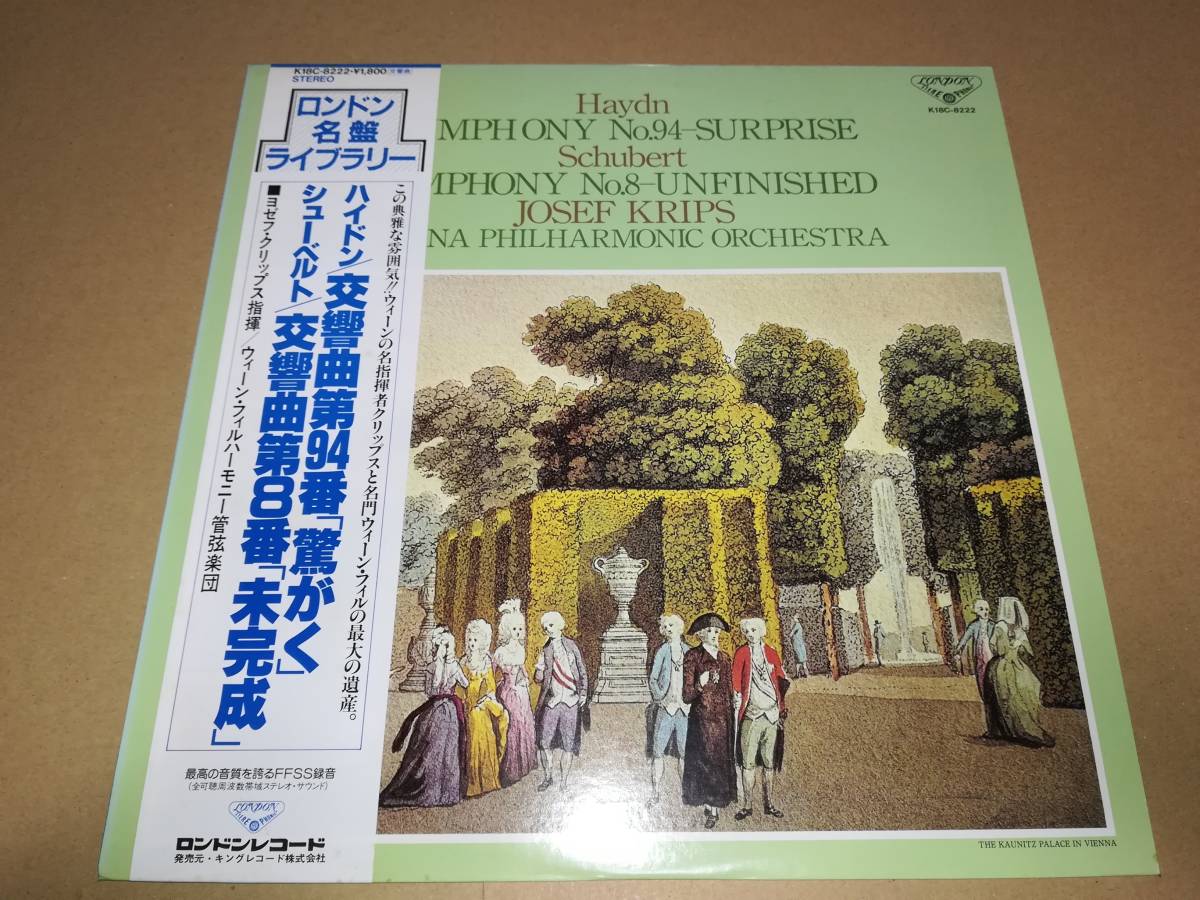 K18C-8222・¥1,800 交響曲
STEREO
ロンドン
名盤
ライブラリー
この典雅な雰囲気!!ウィーンの名指揮者クリップスと名門ウィーン・フィルの最大の遺産。
ハイドン/交響曲第94番「驚がく」
シューベルト/交響曲第8番「未完成」
■ヨゼフ・クリップス指揮/ウィーン・フィルハーモニー管弦楽団
最高の音質を誇るFFSS録音
(全可聴周波数帯域ステレオ・サウンド)
LONDON
ロンドンレコード
発売元・キングレコード株式会社
LONDON
K18C-8222
Haydn
MPHONY No.94–SURPRISE
Schubert
MPHONY No.8–UNFINISHED
JOSEF KRIPS
NA PHILHARMONIC ORCHESTRA
THE KAUNITZ PALACE IN VIENNA